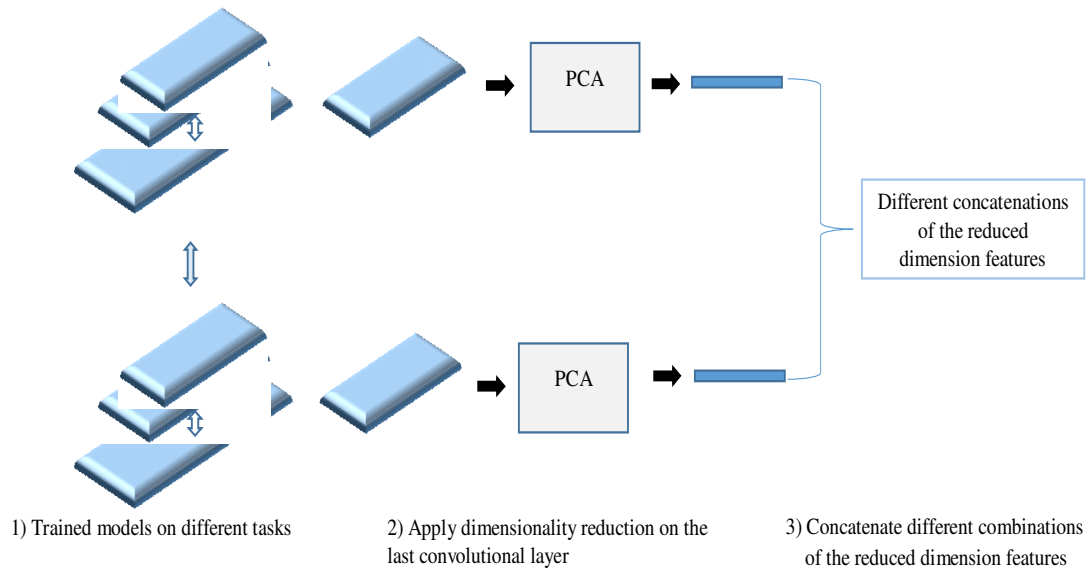 PCA
Different concatenations
of the reduced
dimension features
PCA
1) Trained models on different tasks
2) Apply dimensionality reduction on the
last convolutional layer
3) Concatenate different combinations
of the reduced dimension features